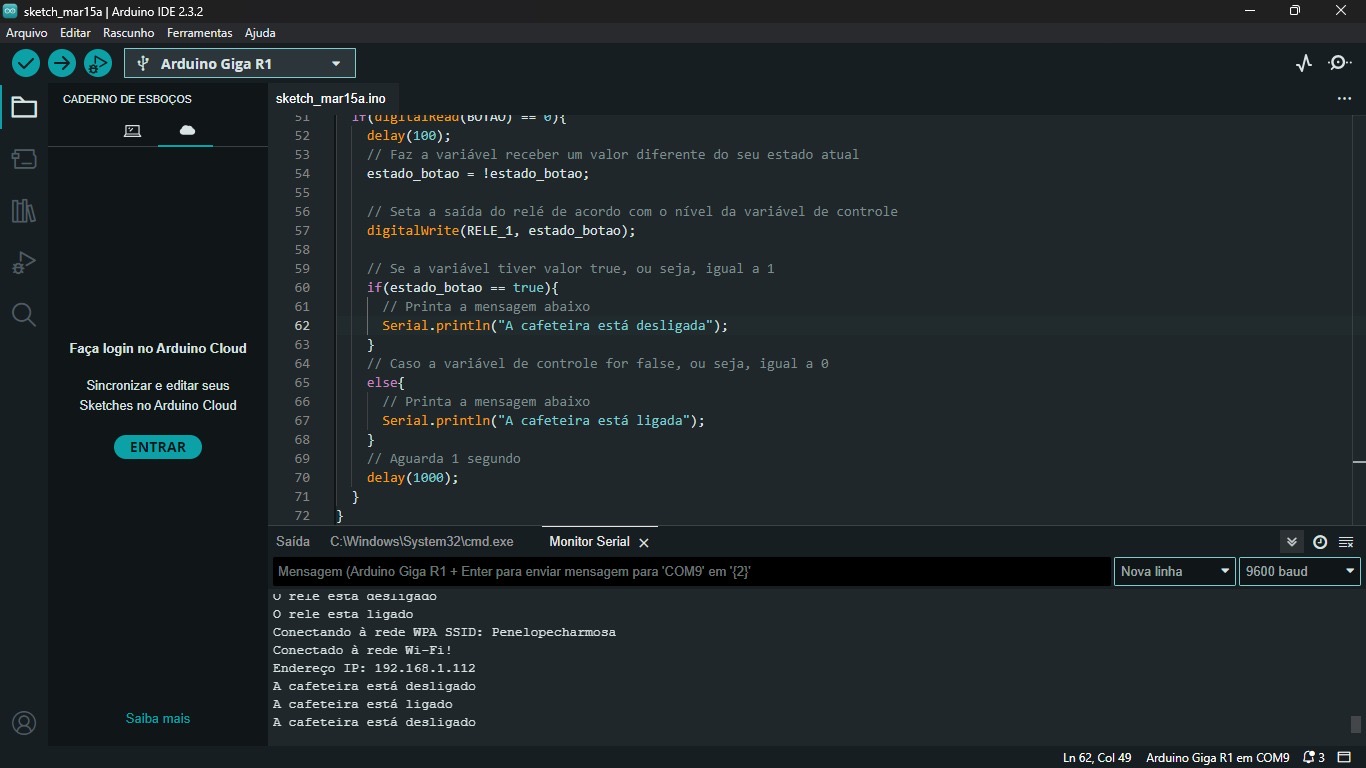 sketch_mar15a | Arduino IDE 2.3.2
Arquivo Editar Rascunho Ferramentas Ajuda
Arduino Giga R1
CADERNO DE ESBOÇOS
sketch_mar15a.ino
51 if(digitalRead(BOTAO) == 0){
52 delay(100);
53 // Faz a variável receber um valor diferente do seu estado atual
54 estado_botao = !estado_botao;
55
56 // Seta a saída do relé de acordo com o nível da variável de controle
57 digitalWrite(RELE_1, estado_botao);
58
59 // Se a variável tiver valor true, ou seja, igual a 1
60 if(estado_botao == true){
61 // Printa a mensagem abaixo
62 Serial.println("A cafeteira está desligada");
63 }
64 // Caso a variável de controle for false, ou seja, igual a 0
65 else{
66 // Printa a mensagem abaixo
67 Serial.println("A cafeteira está ligada");
68 }
69 // Aguarda 1 segundo
70 delay(1000);
71 }
72 }
Faça login no Arduino Cloud
Sincronizar e editar seus
Sketches no Arduino Cloud
ENTRAR
Saiba mais
Saída C:\Windows\System32\cmd.exe Monitor Serial
Mensagem (Arduino Giga R1 + Enter para enviar mensagem para 'COM9' em '{2}'
Nova linha 9600 baud
O rele esta desligado
O rele esta ligado
Conectando à rede WPA SSID: Penelopecharmosa
Conectado à rede Wi-Fi!
Endereço IP: 192.168.1.112
A cafeteira está desligado
A cafeteira está ligado
A cafeteira está desligado
Ln 62, Col 49 Arduino Giga R1 em COM9 3